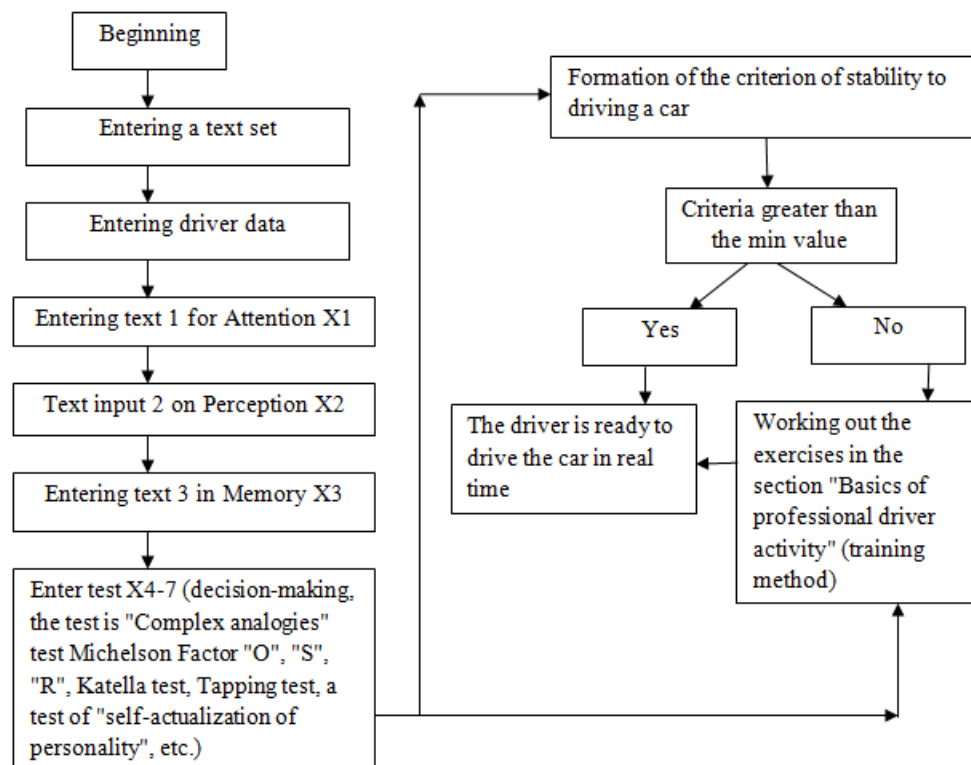 Beginning
Entering a text set
Entering driver data
Entering text 1 for Attention X1
Text input 2 on Perception X2
Entering text 3 in Memory X3
Enter test X4-7 (decision-making,
the test is "Complex analogies"
test Michelson Factor "O", "S",
"R", Katella test, Tapping test, a
test of "self-actualization of
personality", etc.)
Formation of the criterion of stability to
driving a car
Criteria greater than
the min value
Yes
No
The driver is ready to
drive the car in real
time
Working out the
exercises in the
section "Basics of
professional driver
activity" (training
method)